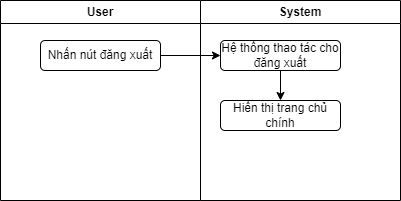 User
System
Nhấn nút đăng xuất
Hệ thống thao tác cho
đăng xuất
Hiển thị trang chủ
chính